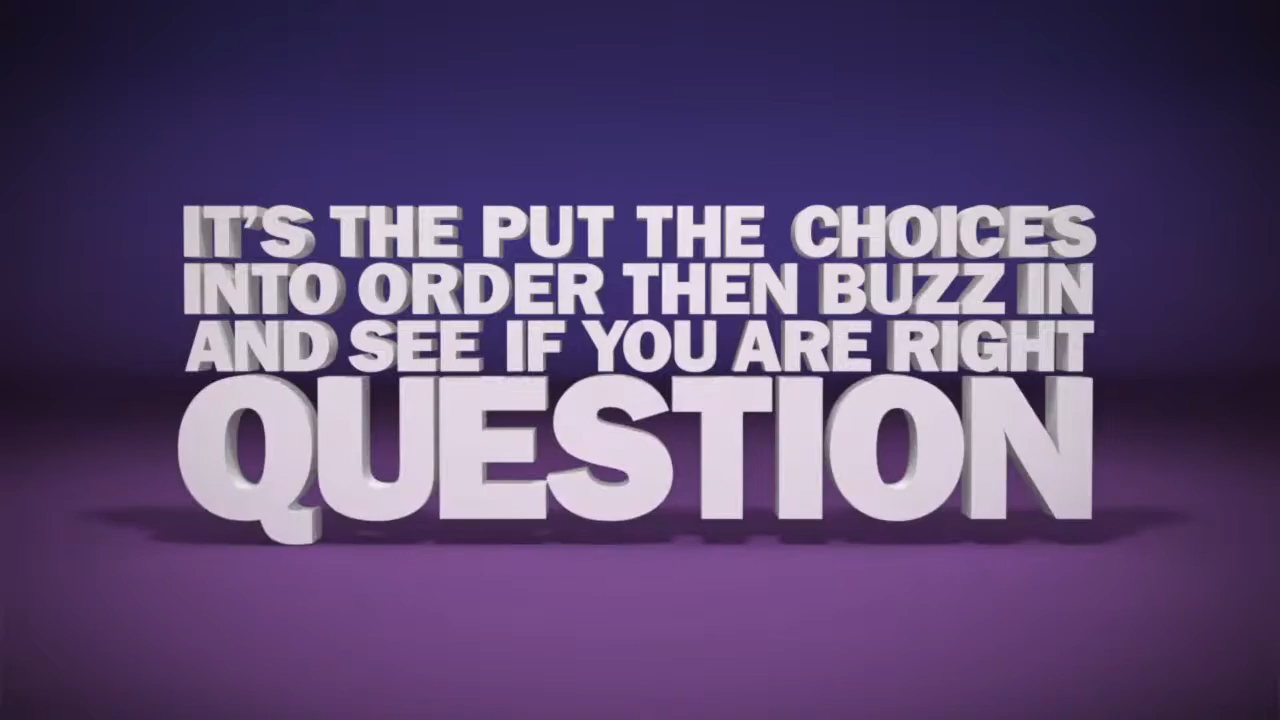 IT'S THE PUT THE CHOICES
INTO ORDER THEN BUZZ IN
AND SEE IF YOU ARE RIGHT
QUESTION